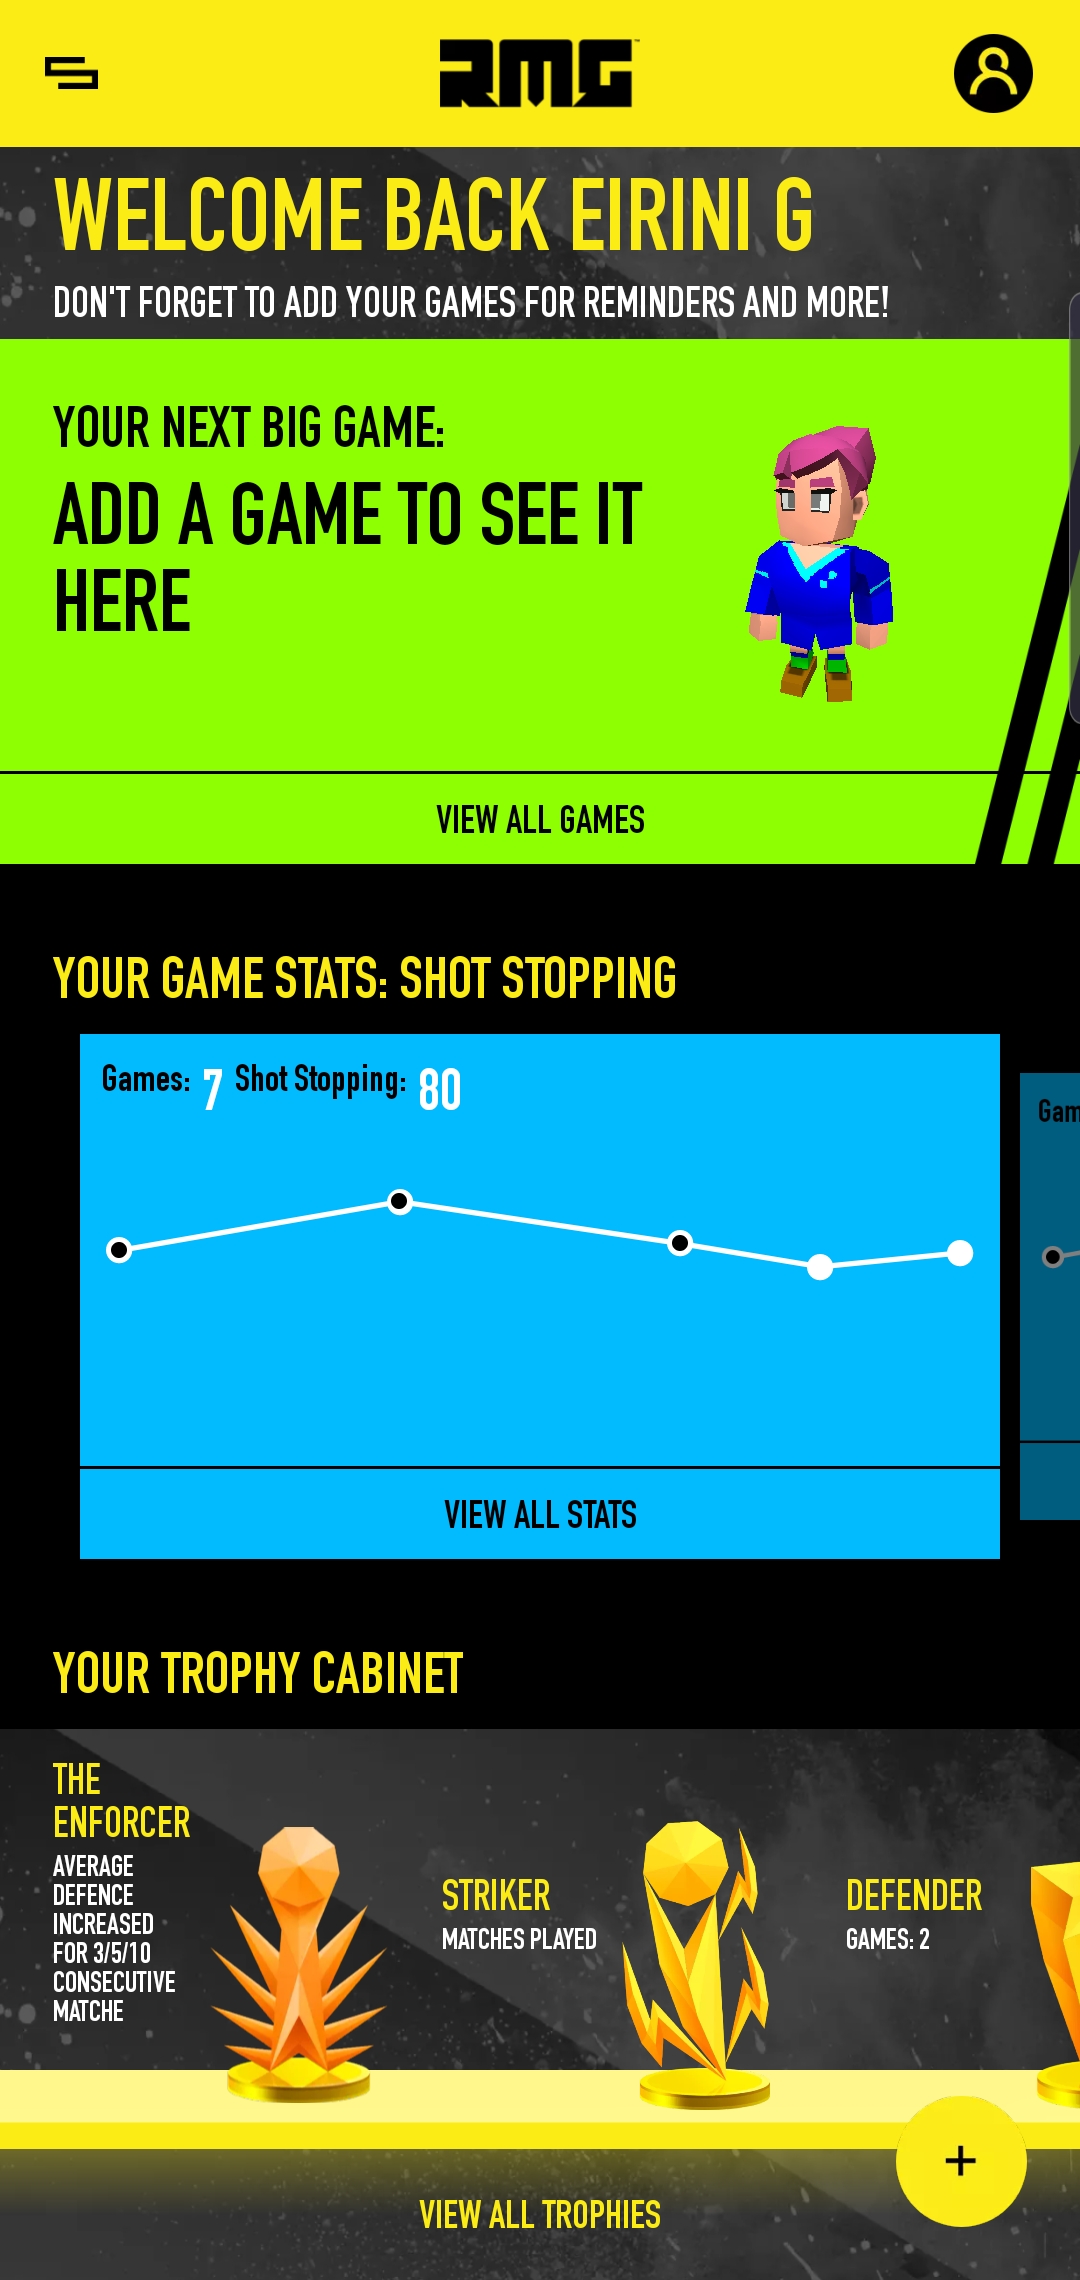 RMG™
WELCOME BACK EIRINI G
DON'T FORGET TO ADD YOUR GAMES FOR REMINDERS AND MORE!
YOUR NEXT BIG GAME:
ADD A GAME TO SEE IT
HERE
VIEW ALL GAMES
YOUR GAME STATS: SHOT STOPPING
Games: 7 Shot Stopping: 80
Gam
VIEW ALL STATS
YOUR TROPHY CABINET
THE
ENFORCER
AVERAGE
DEFENCE
INCREASED
FOR 3/5/10
CONSECUTIVE
MATCHE
STRIKER
MATCHES PLAYED
DEFENDER
GAMES: 2
+
VIEW ALL TROPHIES